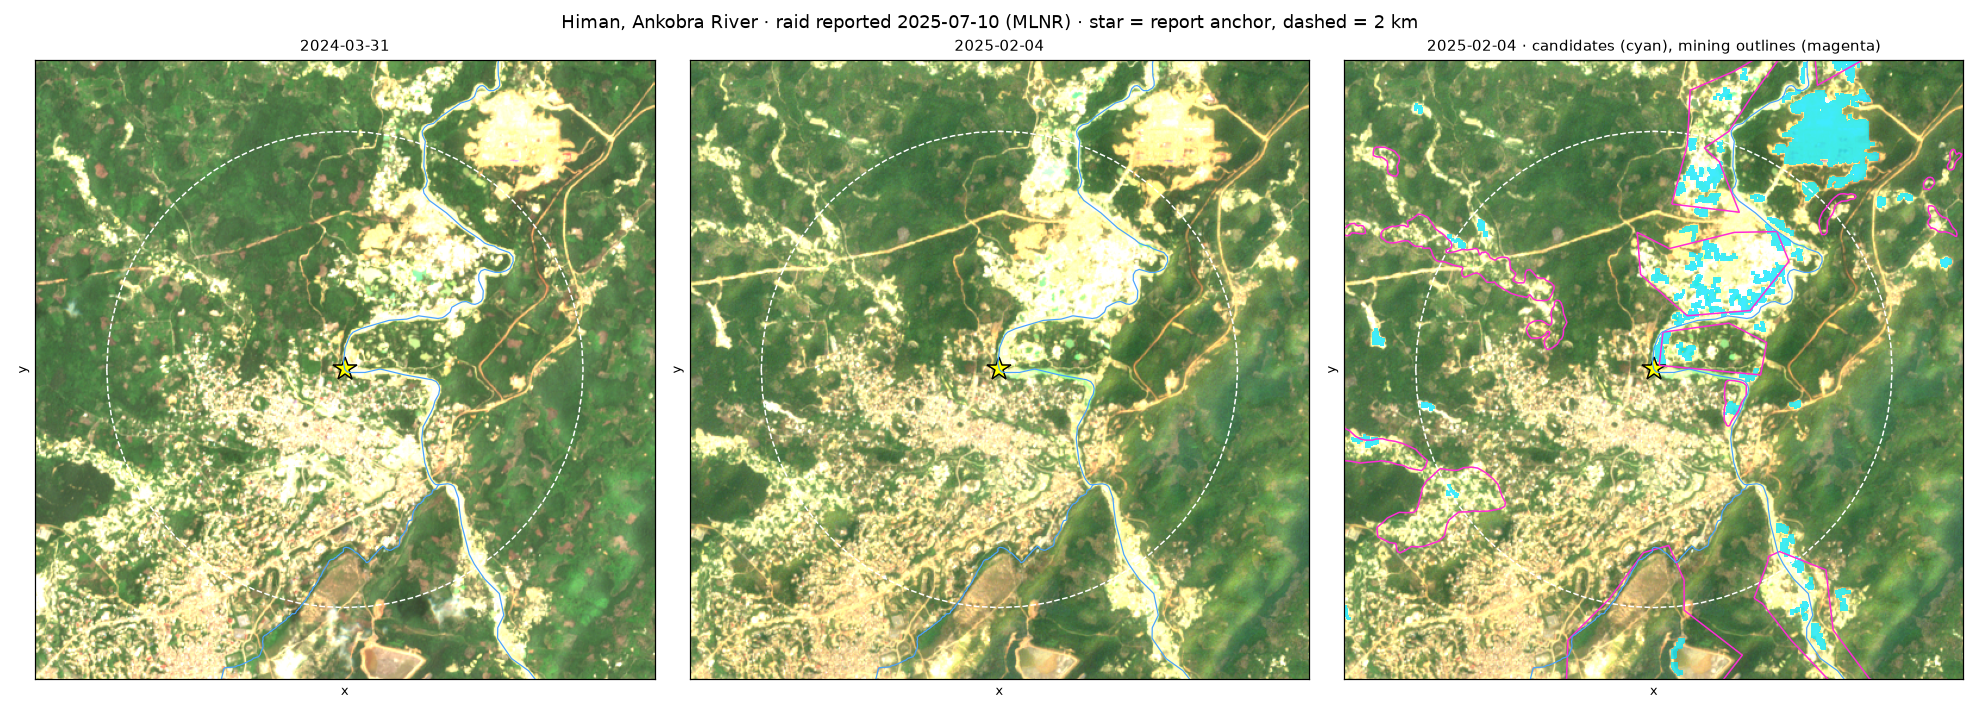 Himan, Ankobra River · raid reported 2025-07-10 (MLNR) · star = report anchor, dashed = 2 km
2024-03-31
2025-02-04
2025-02-04 · candidates (cyan), mining outlines (magenta)
y
y
y
x
x
x